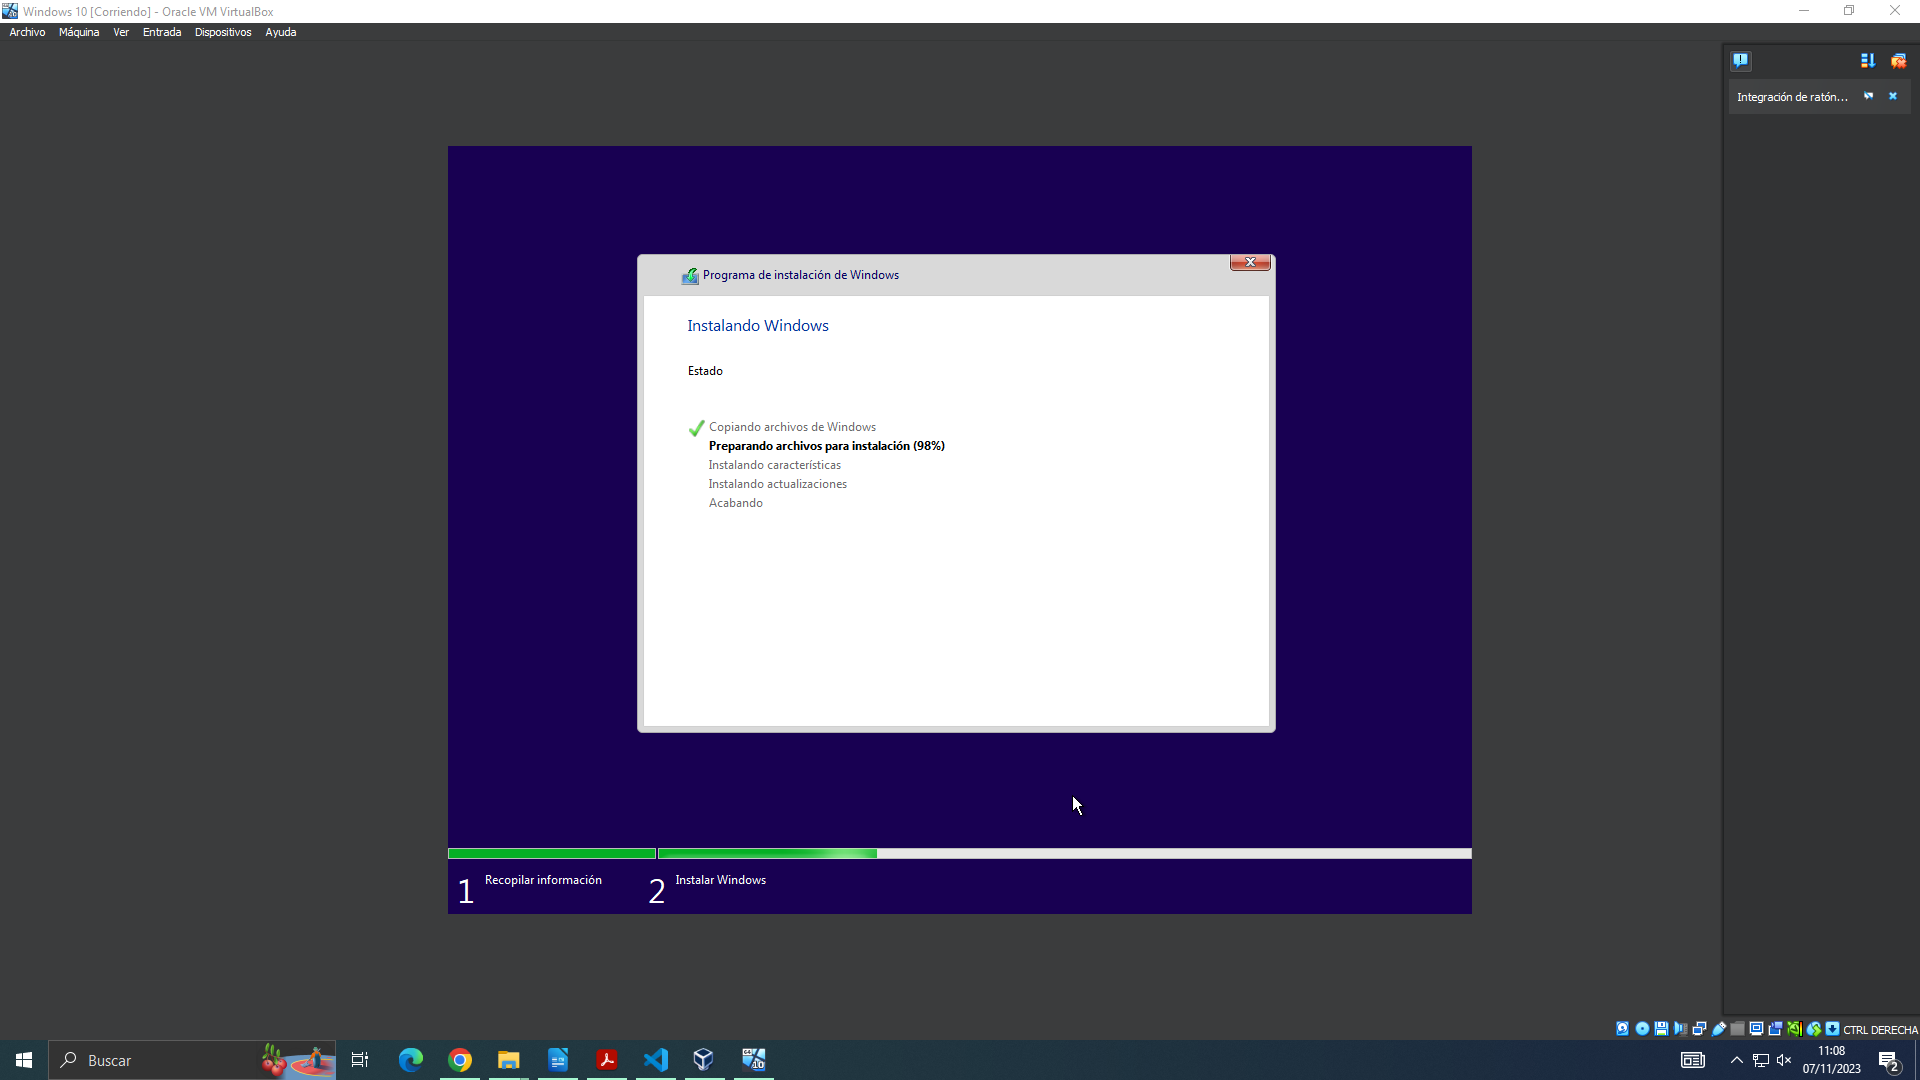 Windows 10 [Corriendo] - Oracle VM VirtualBox
Archivo Máquina Ver Entrada Dispositivos Ayuda
Integración de ratón...
Programa de instalación de Windows
Instalando Windows
Estado
Copiando archivos de Windows
Preparando archivos para instalación (98%)
Instalando características
Instalando actualizaciones
Acabando
1 Recopilar información 2 Instalar Windows
CTRL DERECHA
Buscar
11:08
07/11/2023
2